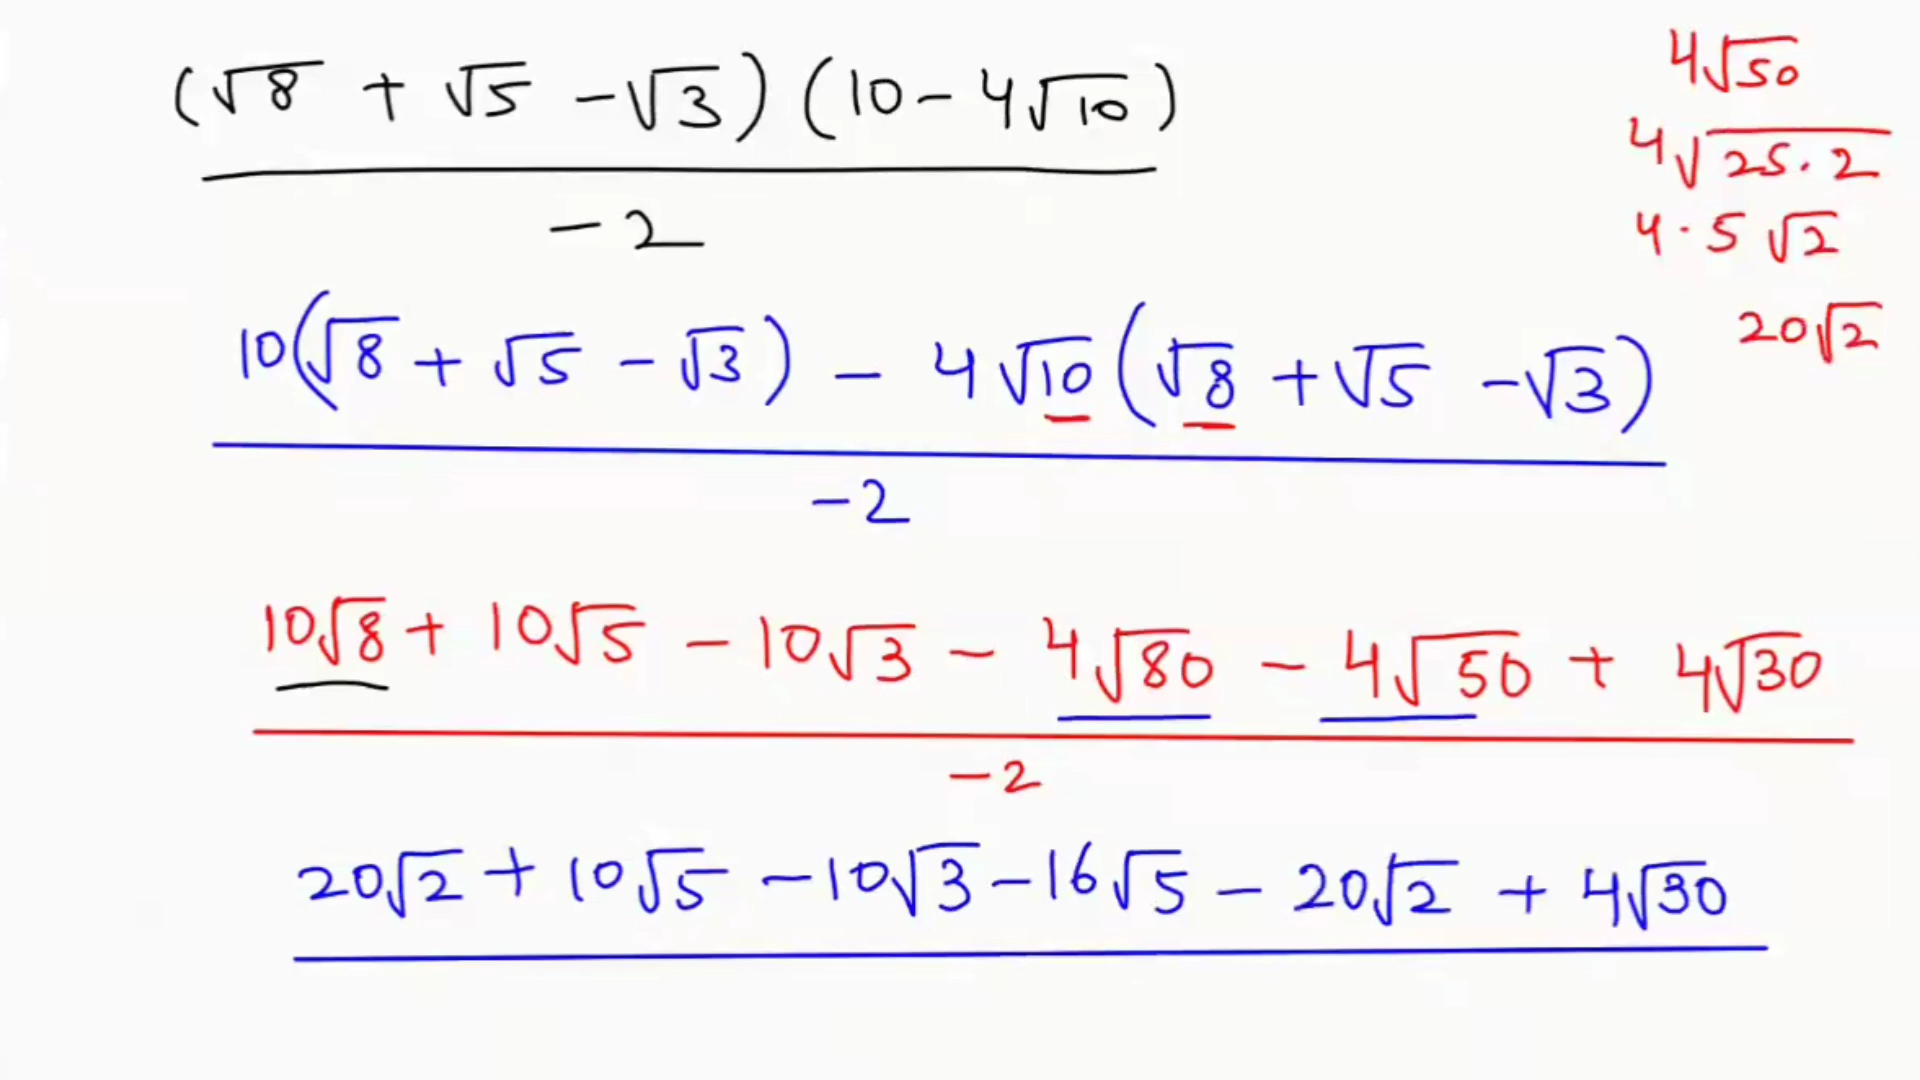 (√8 + √5 - √3) (10 - 4√10)
-2
10(√8 + √5 - √3) - 4√10 (√8 + √5 - √3)
-2
10√8 + 10√5 - 10√3 - 4√80 - 4√50 + 4√30
-2
20√2 + 10√5 - 10√3 - 16√5 - 20√2 + 4√30
4√50
4√25·2
4·5√2
20√2